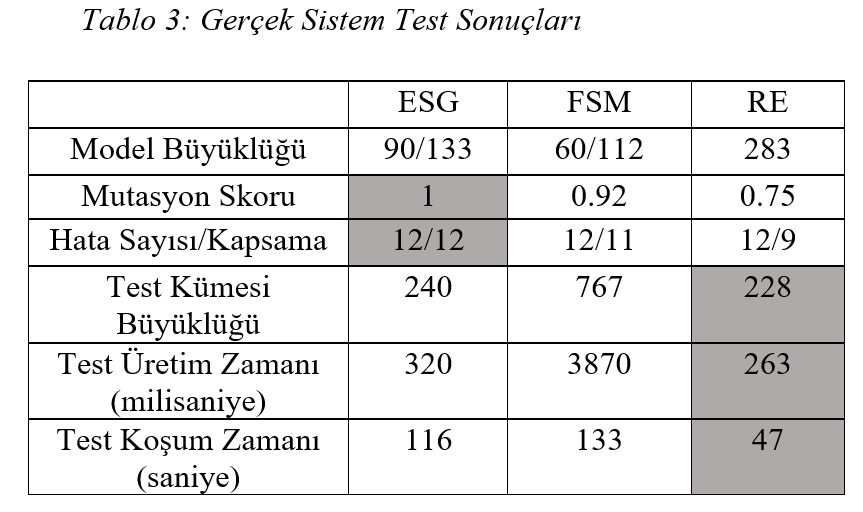 Tablo 3: Gerçek Sistem Test Sonuçları
ESG FSM RE
Model Büyüklüğü 90/133 60/112 283
Mutasyon Skoru 1 0.92 0.75
Hata Sayısı/Kapsama 12/12 12/11 12/9
Test Kümesi 240 767 228
Büyüklüğü
Test Üretim Zamanı 320 3870 263
(milisaniye)
Test Koşum Zamanı 116 133 47
(saniye)